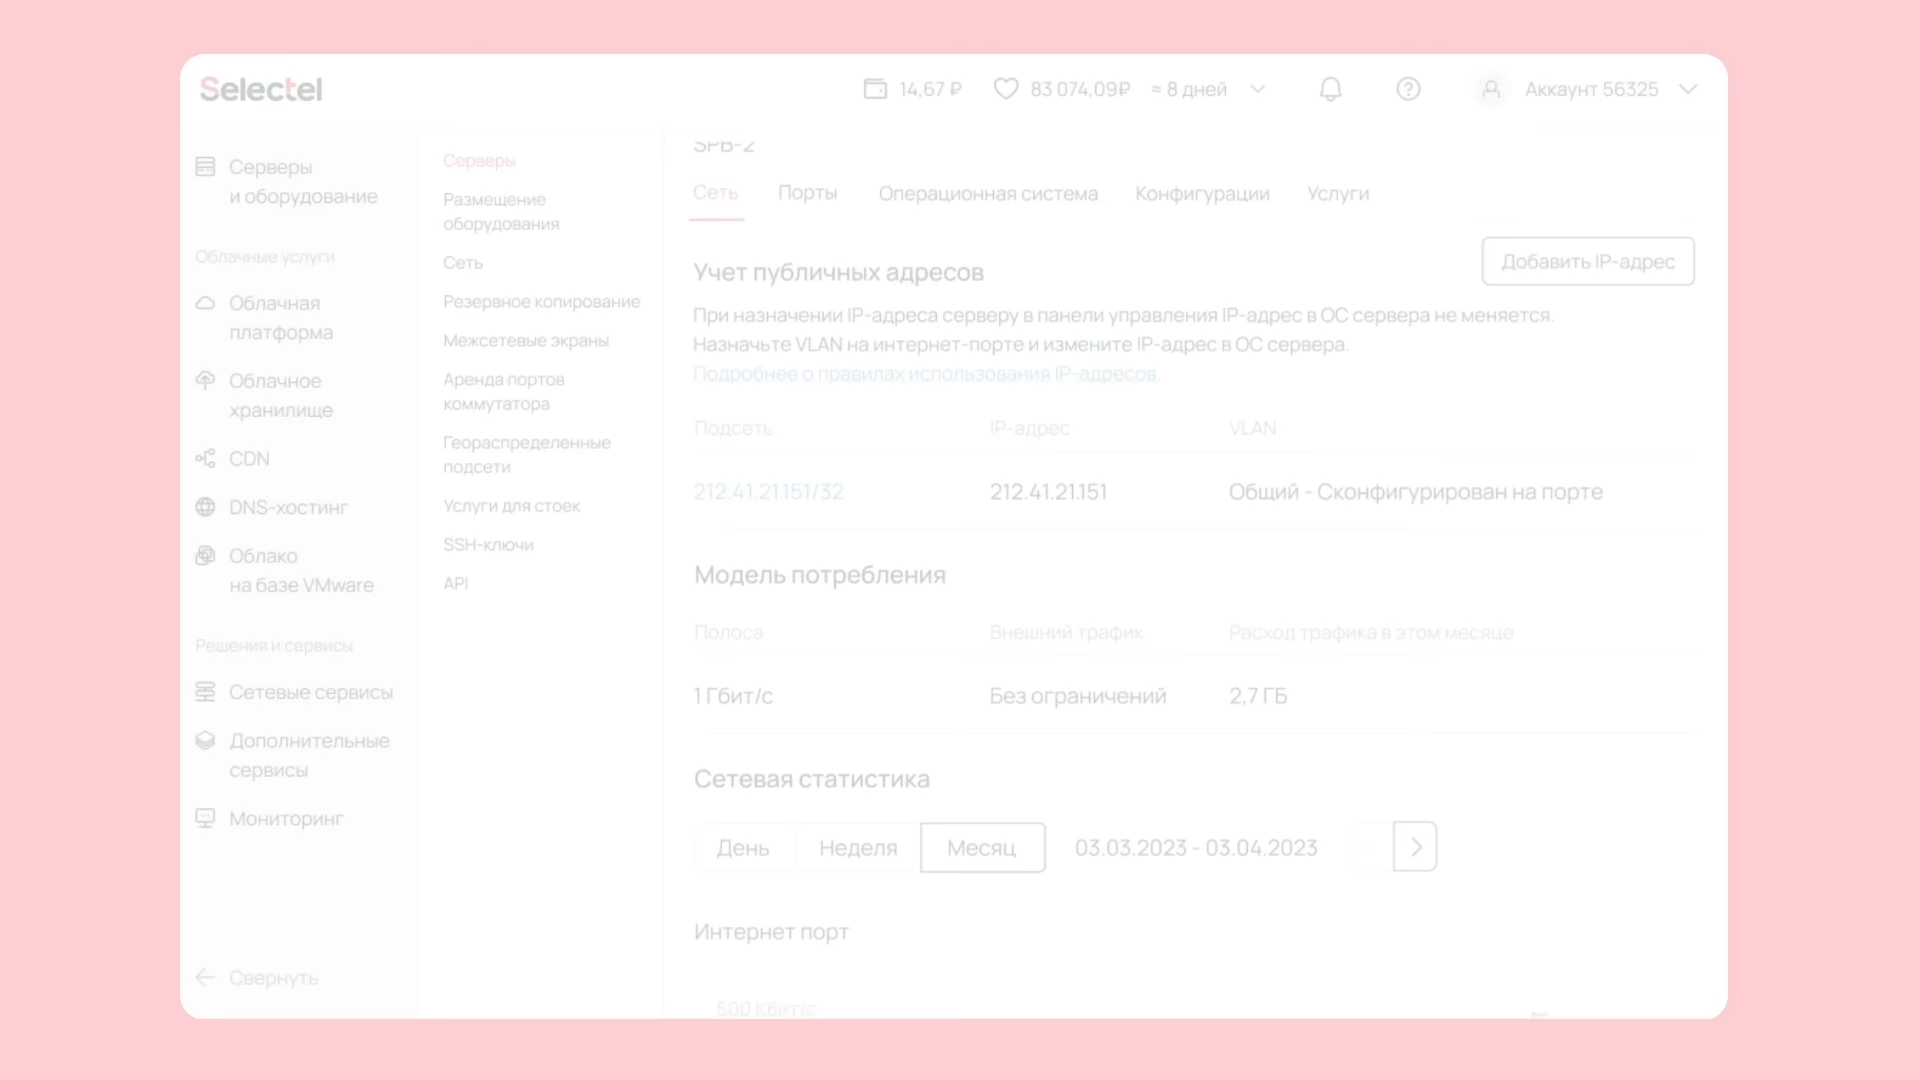 Selectel
14,67 ₽
83 074,09₽
≈ 8 дней
Аккаунт 56325
Серверы
и оборудование
Облачные услуги
Облачная
платформа
Облачное
хранилище
CDN
DNS-хостинг
Облако
на базе VMware
Решения и сервисы
Сетевые сервисы
Дополнительные
сервисы
Мониторинг
Свернуть
Серверы
Размещение
оборудования
Сеть
Резервное копирование
Межсетевые экраны
Аренда портов
коммутатора
Геораспределенные
подсети
Услуги для стоек
SSH-ключи
API
SPB-2
Сеть
Порты
Операционная система
Конфигурации
Услуги
Учет публичных адресов
Добавить IP-адрес
При назначении IP-адреса серверу в панели управления IP-адрес в ОС сервера не меняется.
Назначьте VLAN на интернет-порте и измените IP-адрес в ОС сервера.
Подробнее о правилах использования IP-адресов.
Подсеть
IP-адрес
VLAN
212.41.21.151/32
212.41.21.151
Общий - Сконфигурирован на порте
Модель потребления
Полоса
Внешний трафик
Расход трафика в этом месяце
1 Гбит/с
Без ограничений
2,7 ГБ
Сетевая статистика
День
Неделя
Месяц
03.03.2023 - 03.04.2023
Интернет порт
500 Кбит/с